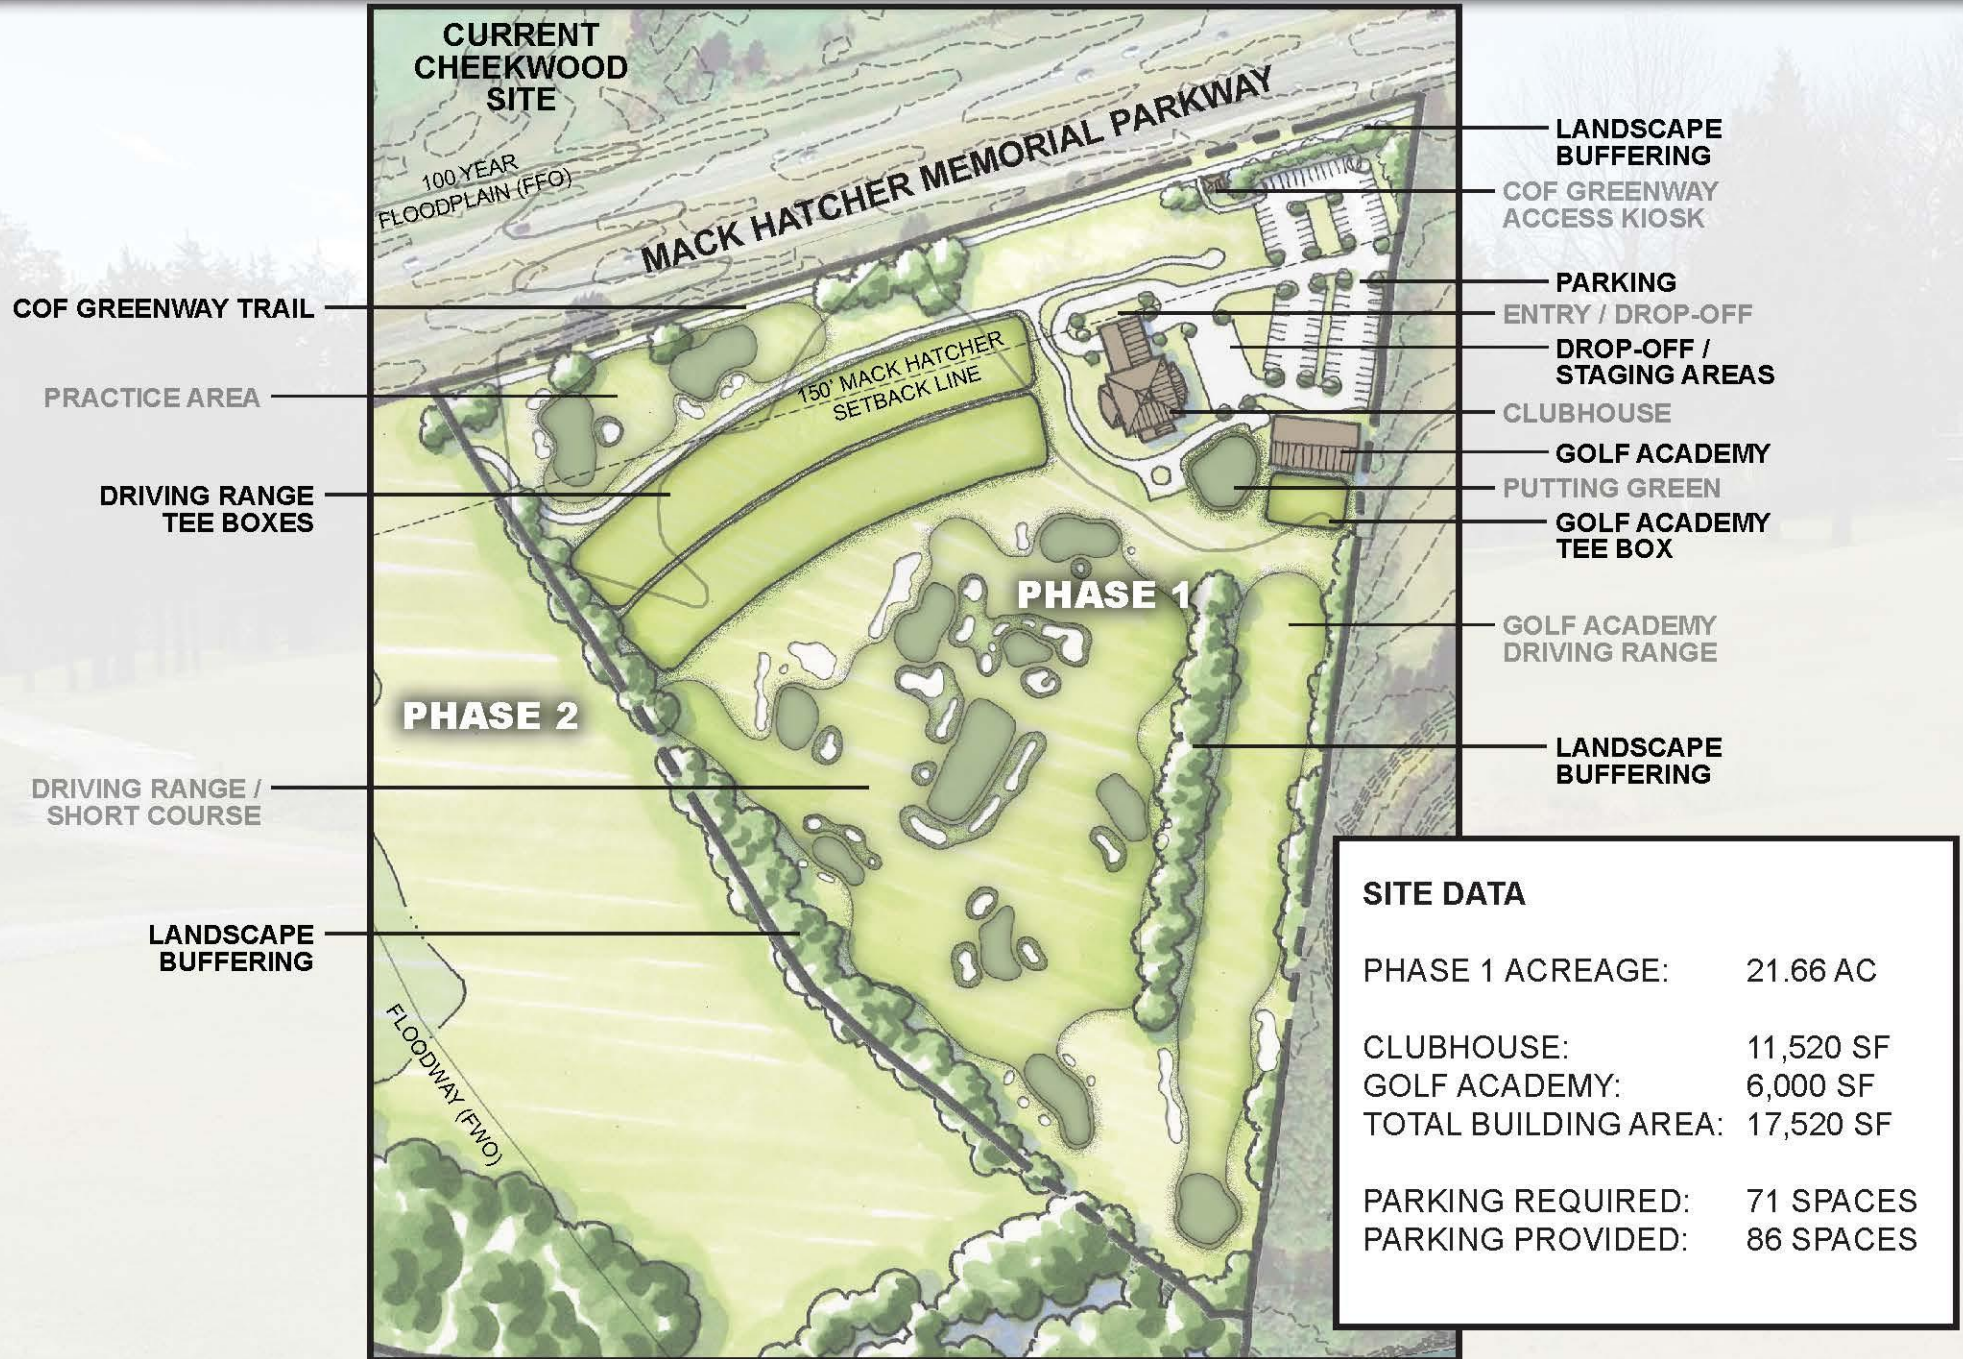 CURRENT
CHEEKWOOD
SITE
100 YEAR
FLOODPLAIN (FFO)
MACK HATCHER MEMORIAL PARKWAY
COF GREENWAY TRAIL
PRACTICE AREA
DRIVING RANGE
TEE BOXES
DRIVING RANGE /
SHORT COURSE
LANDSCAPE
BUFFERING
150' MACK HATCHER
SETBACK LINE
PHASE 1
PHASE 2
FLOODWAY (FWO)
LANDSCAPE
BUFFERING
COF GREENWAY
ACCESS KIOSK
PARKING
ENTRY / DROP-OFF
DROP-OFF /
STAGING AREAS
CLUBHOUSE
GOLF ACADEMY
PUTTING GREEN
GOLF ACADEMY
TEE BOX
GOLF ACADEMY
DRIVING RANGE
LANDSCAPE
BUFFERING
SITE DATA
PHASE 1 ACREAGE: 21.66 AC
CLUBHOUSE: 11,520 SF
GOLF ACADEMY: 6,000 SF
TOTAL BUILDING AREA: 17,520 SF
PARKING REQUIRED: 71 SPACES
PARKING PROVIDED: 86 SPACES